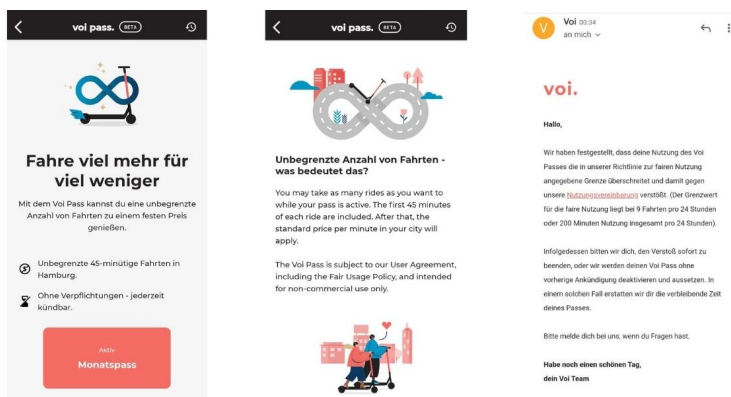 voi pass. BETA
Fahre viel mehr für
viel weniger
Mit dem Voi Pass kannst du eine unbegrenzte
Anzahl von Fahrten zu einem festen Preis
genießen.
Unbegrenzte 45-minütige Fahrten in
Hamburg.
Ohne Verpflichtungen - jederzeit
kündbar.
Aktiv
Monatspass
voi pass. BETA
Unbegrenzte Anzahl von Fahrten -
was bedeutet das?
You may take as many rides as you want to
while your pass is active. The first 45 minutes
of each ride are included. After that, the
standard price per minute in your city will
apply.
The Voi Pass is subject to our User Agreement,
including the Fair Usage Policy, and intended
for non-commercial use only.
V
Voi 00:34
an mich
voi.
Hallo,
Wir haben festgestellt, dass deine Nutzung des Voi
Passes die in unserer Richtlinie zur fairen Nutzung
angegebene Grenze überschreitet und damit gegen
unsere Nutzungsvereinbarung verstößt. (Der Grenzwert
für die faire Nutzung liegt bei 9 Fahrten pro 24 Stunden
oder 200 Minuten Nutzung insgesamt pro 24 Stunden).
Infolgedessen bitten wir dich, den Verstoß sofort zu
beenden, oder wir werden deinen Voi Pass ohne
vorherige Ankündigung deaktivieren und aussetzen. In
einem solchen Fall erstatten wir dir die verbleibende Zeit
deines Passes.
Bitte melde dich bei uns, wenn du Fragen hast.
Habe noch einen schönen Tag,
dein Voi Team